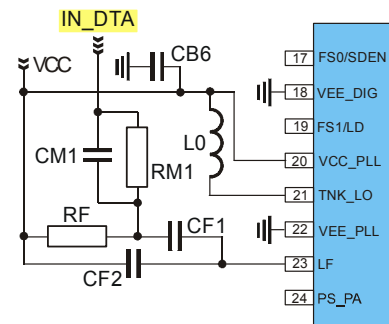 IN_DTA
VCC
CB6
17 FS0/SDEN
18 VEE_DIG
19 FS1/LD
L0
CM1
RM1
20 VCC_PLL
21 TNK_LO
RF
CF1
22 VEE_PLL
CF2
23 LF
24 PS_PA